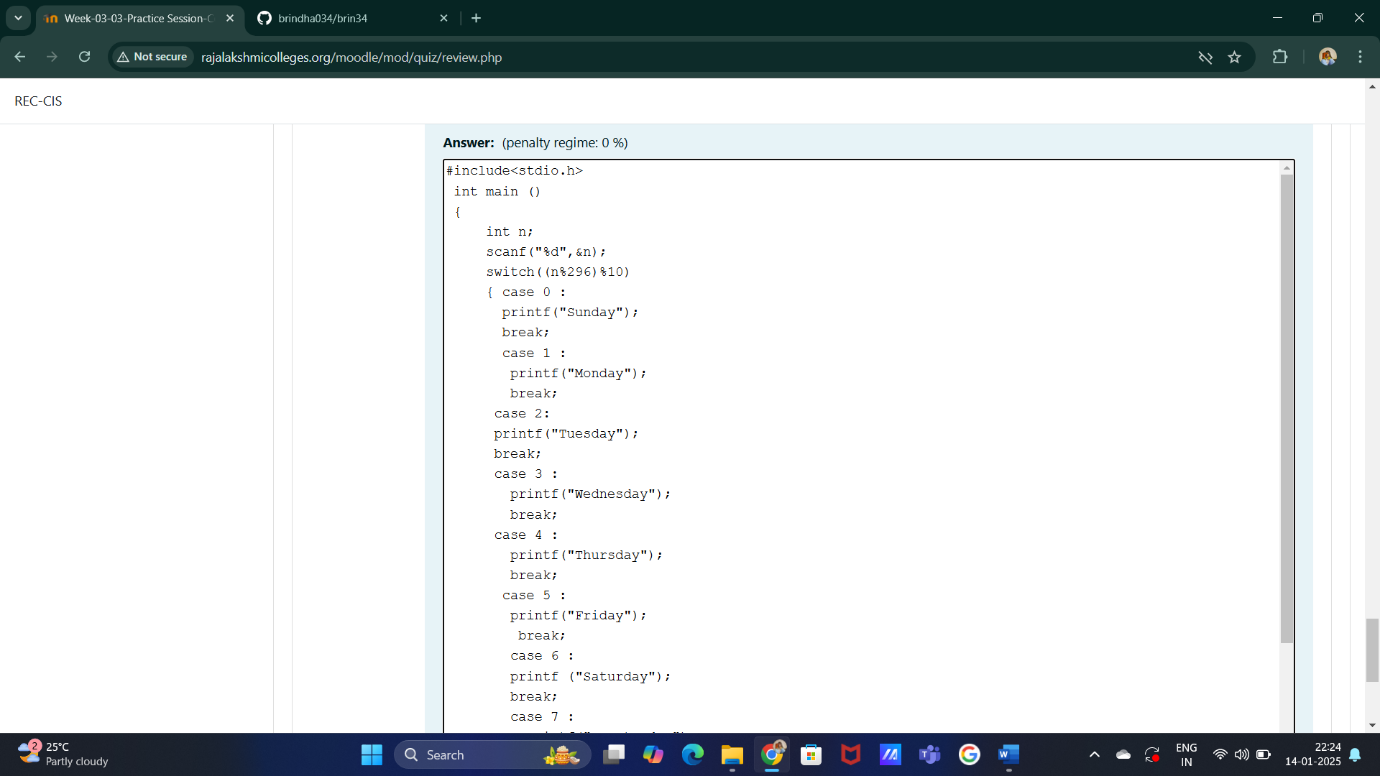 Week-03-03-Practice Session-C
brindha034/brin34
Not secure
rajalakshmicolleges.org/moodle/mod/quiz/review.php
REC-CIS
Answer: (penalty regime: 0 %)
#include<stdio.h>
int main ()
{
int n;
scanf("%d",&n);
switch((n%296)%10)
{ case 0 :
printf("Sunday");
break;
case 1 :
printf("Monday");
break;
case 2:
printf("Tuesday");
break;
case 3 :
printf("Wednesday");
break;
case 4 :
printf("Thursday");
break;
case 5 :
printf("Friday");
break;
case 6 :
printf ("Saturday");
break;
case 7 :
2
25°C
Partly cloudy
Search
ENG
IN
22:24
14-01-2025